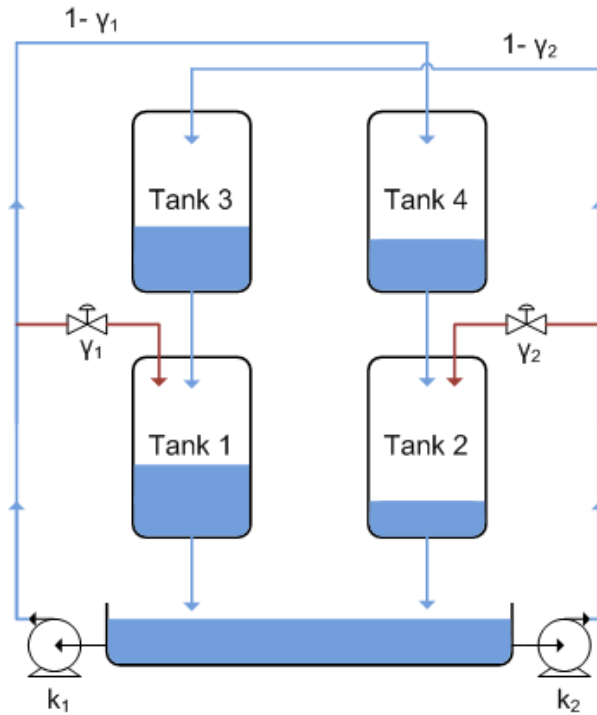 1- γ₁
1- γ₂
Tank 3
Tank 4
γ₁
γ₂
Tank 1
Tank 2
k₁
k₂